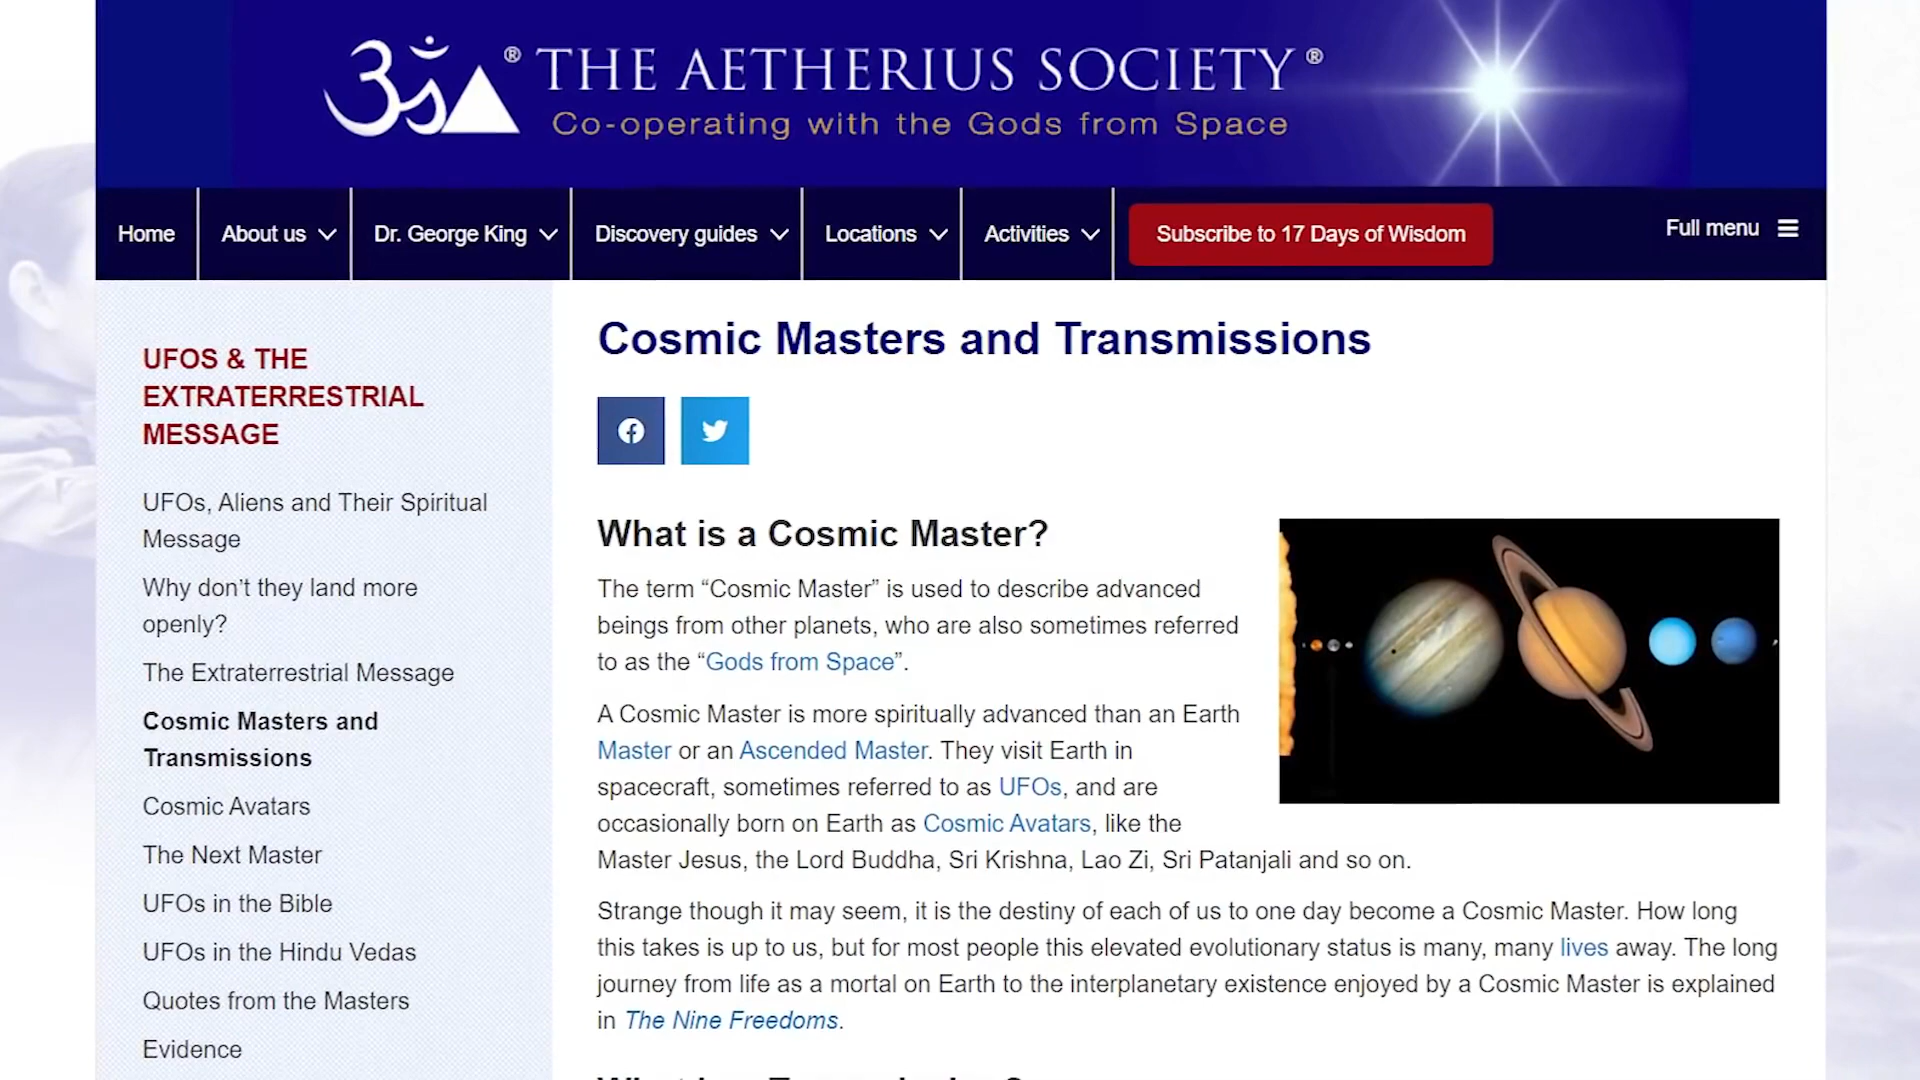 ॐ△® THE AETHERIUS SOCIETY®
Co-operating with the Gods from Space
Home
About us
Dr. George King
Discovery guides
Locations
Activities
Subscribe to 17 Days of Wisdom
Full menu
UFOS & THE
EXTRATERRESTRIAL
MESSAGE
UFOs, Aliens and Their Spiritual
Message
Why don’t they land more
openly?
The Extraterrestrial Message
Cosmic Masters and
Transmissions
Cosmic Avatars
The Next Master
UFOs in the Bible
UFOs in the Hindu Vedas
Quotes from the Masters
Evidence
Cosmic Masters and Transmissions
What is a Cosmic Master?
The term “Cosmic Master” is used to describe advanced
beings from other planets, who are also sometimes referred
to as the “Gods from Space”.
A Cosmic Master is more spiritually advanced than an Earth
Master or an Ascended Master. They visit Earth in
spacecraft, sometimes referred to as UFOs, and are
occasionally born on Earth as Cosmic Avatars, like the
Master Jesus, the Lord Buddha, Sri Krishna, Lao Zi, Sri Patanjali and so on.
Strange though it may seem, it is the destiny of each of us to one day become a Cosmic Master. How long
this takes is up to us, but for most people this elevated evolutionary status is many, many lives away. The long
journey from life as a mortal on Earth to the interplanetary existence enjoyed by a Cosmic Master is explained
in The Nine Freedoms.